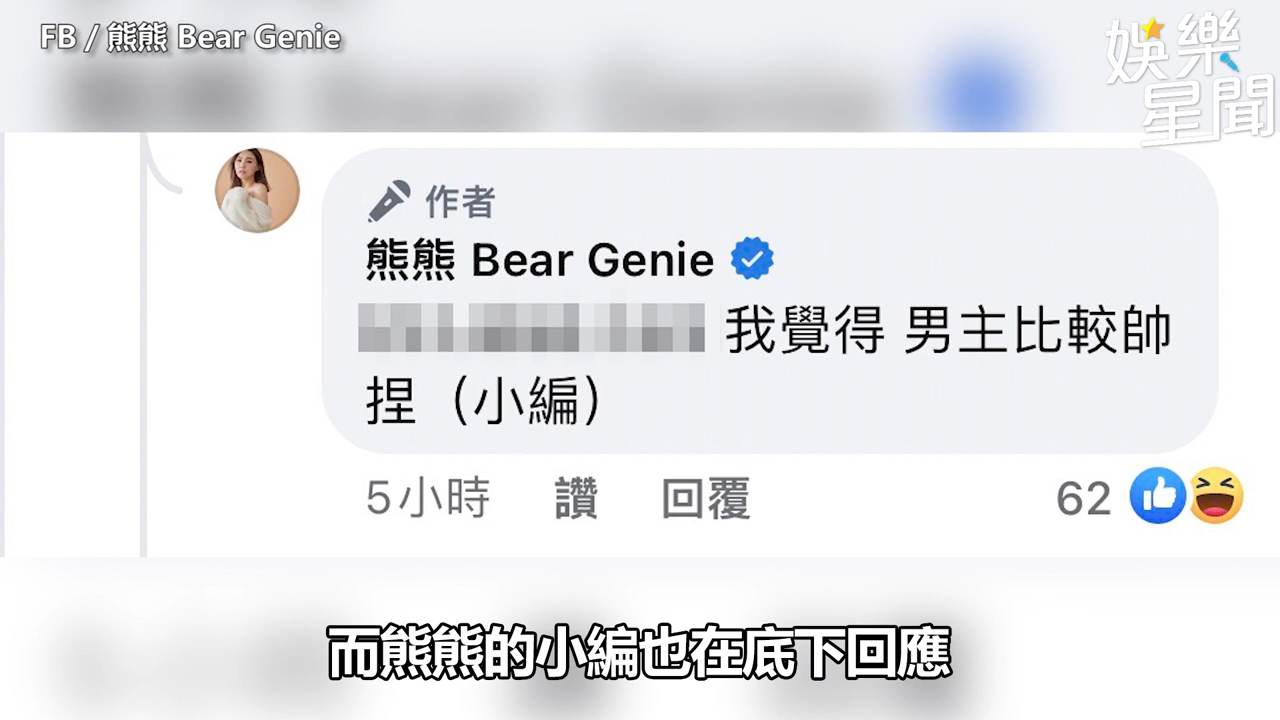 FB / 熊熊 Bear Genie
娛樂
星聞
作者
熊熊 Bear Genie
我覺得 男主比較帥
捏（小編）
5小時 讚 回覆 62
而熊熊的小編也在底下回應